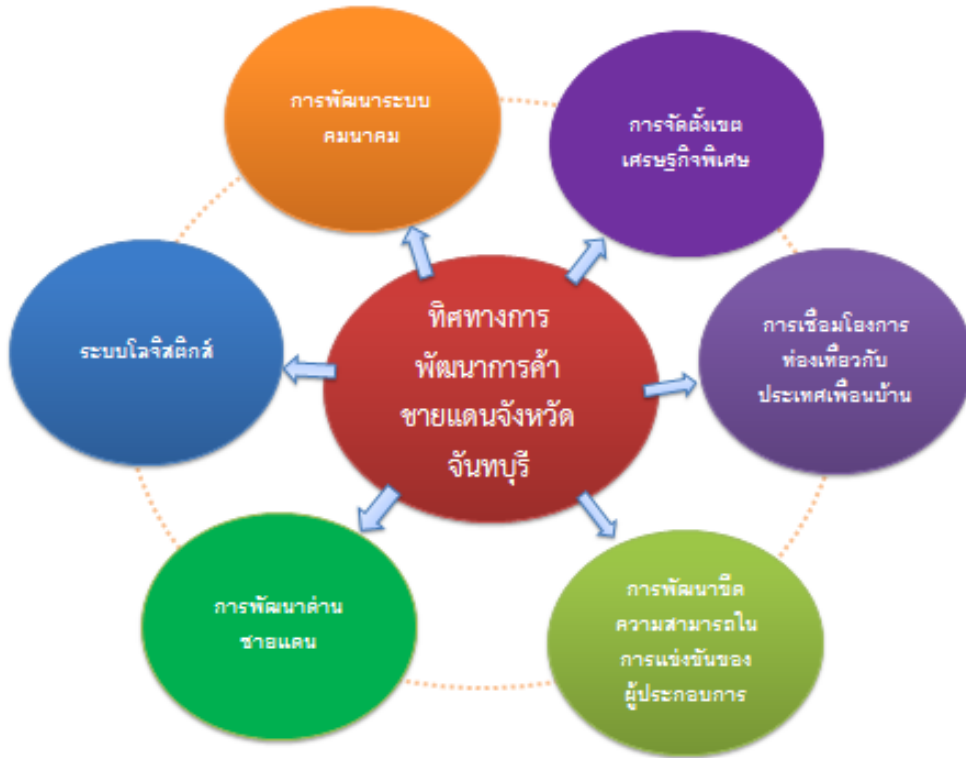 การพัฒนาระบบ
คมนาคม
การจัดตั้งเขต
เศรษฐกิจพิเศษ
ทิศทางการ
พัฒนาการค้า
ชายแดนจังหวัด
จันทบุรี
ระบบโลจิสติกส์
การเชื่อมโยงการ
ท่องเที่ยวกับ
ประเทศเพื่อนบ้าน
การพัฒนาด่าน
ชายแดน
การพัฒนาขีด
ความสามารถใน
การแข่งขันของ
ผู้ประกอบการ